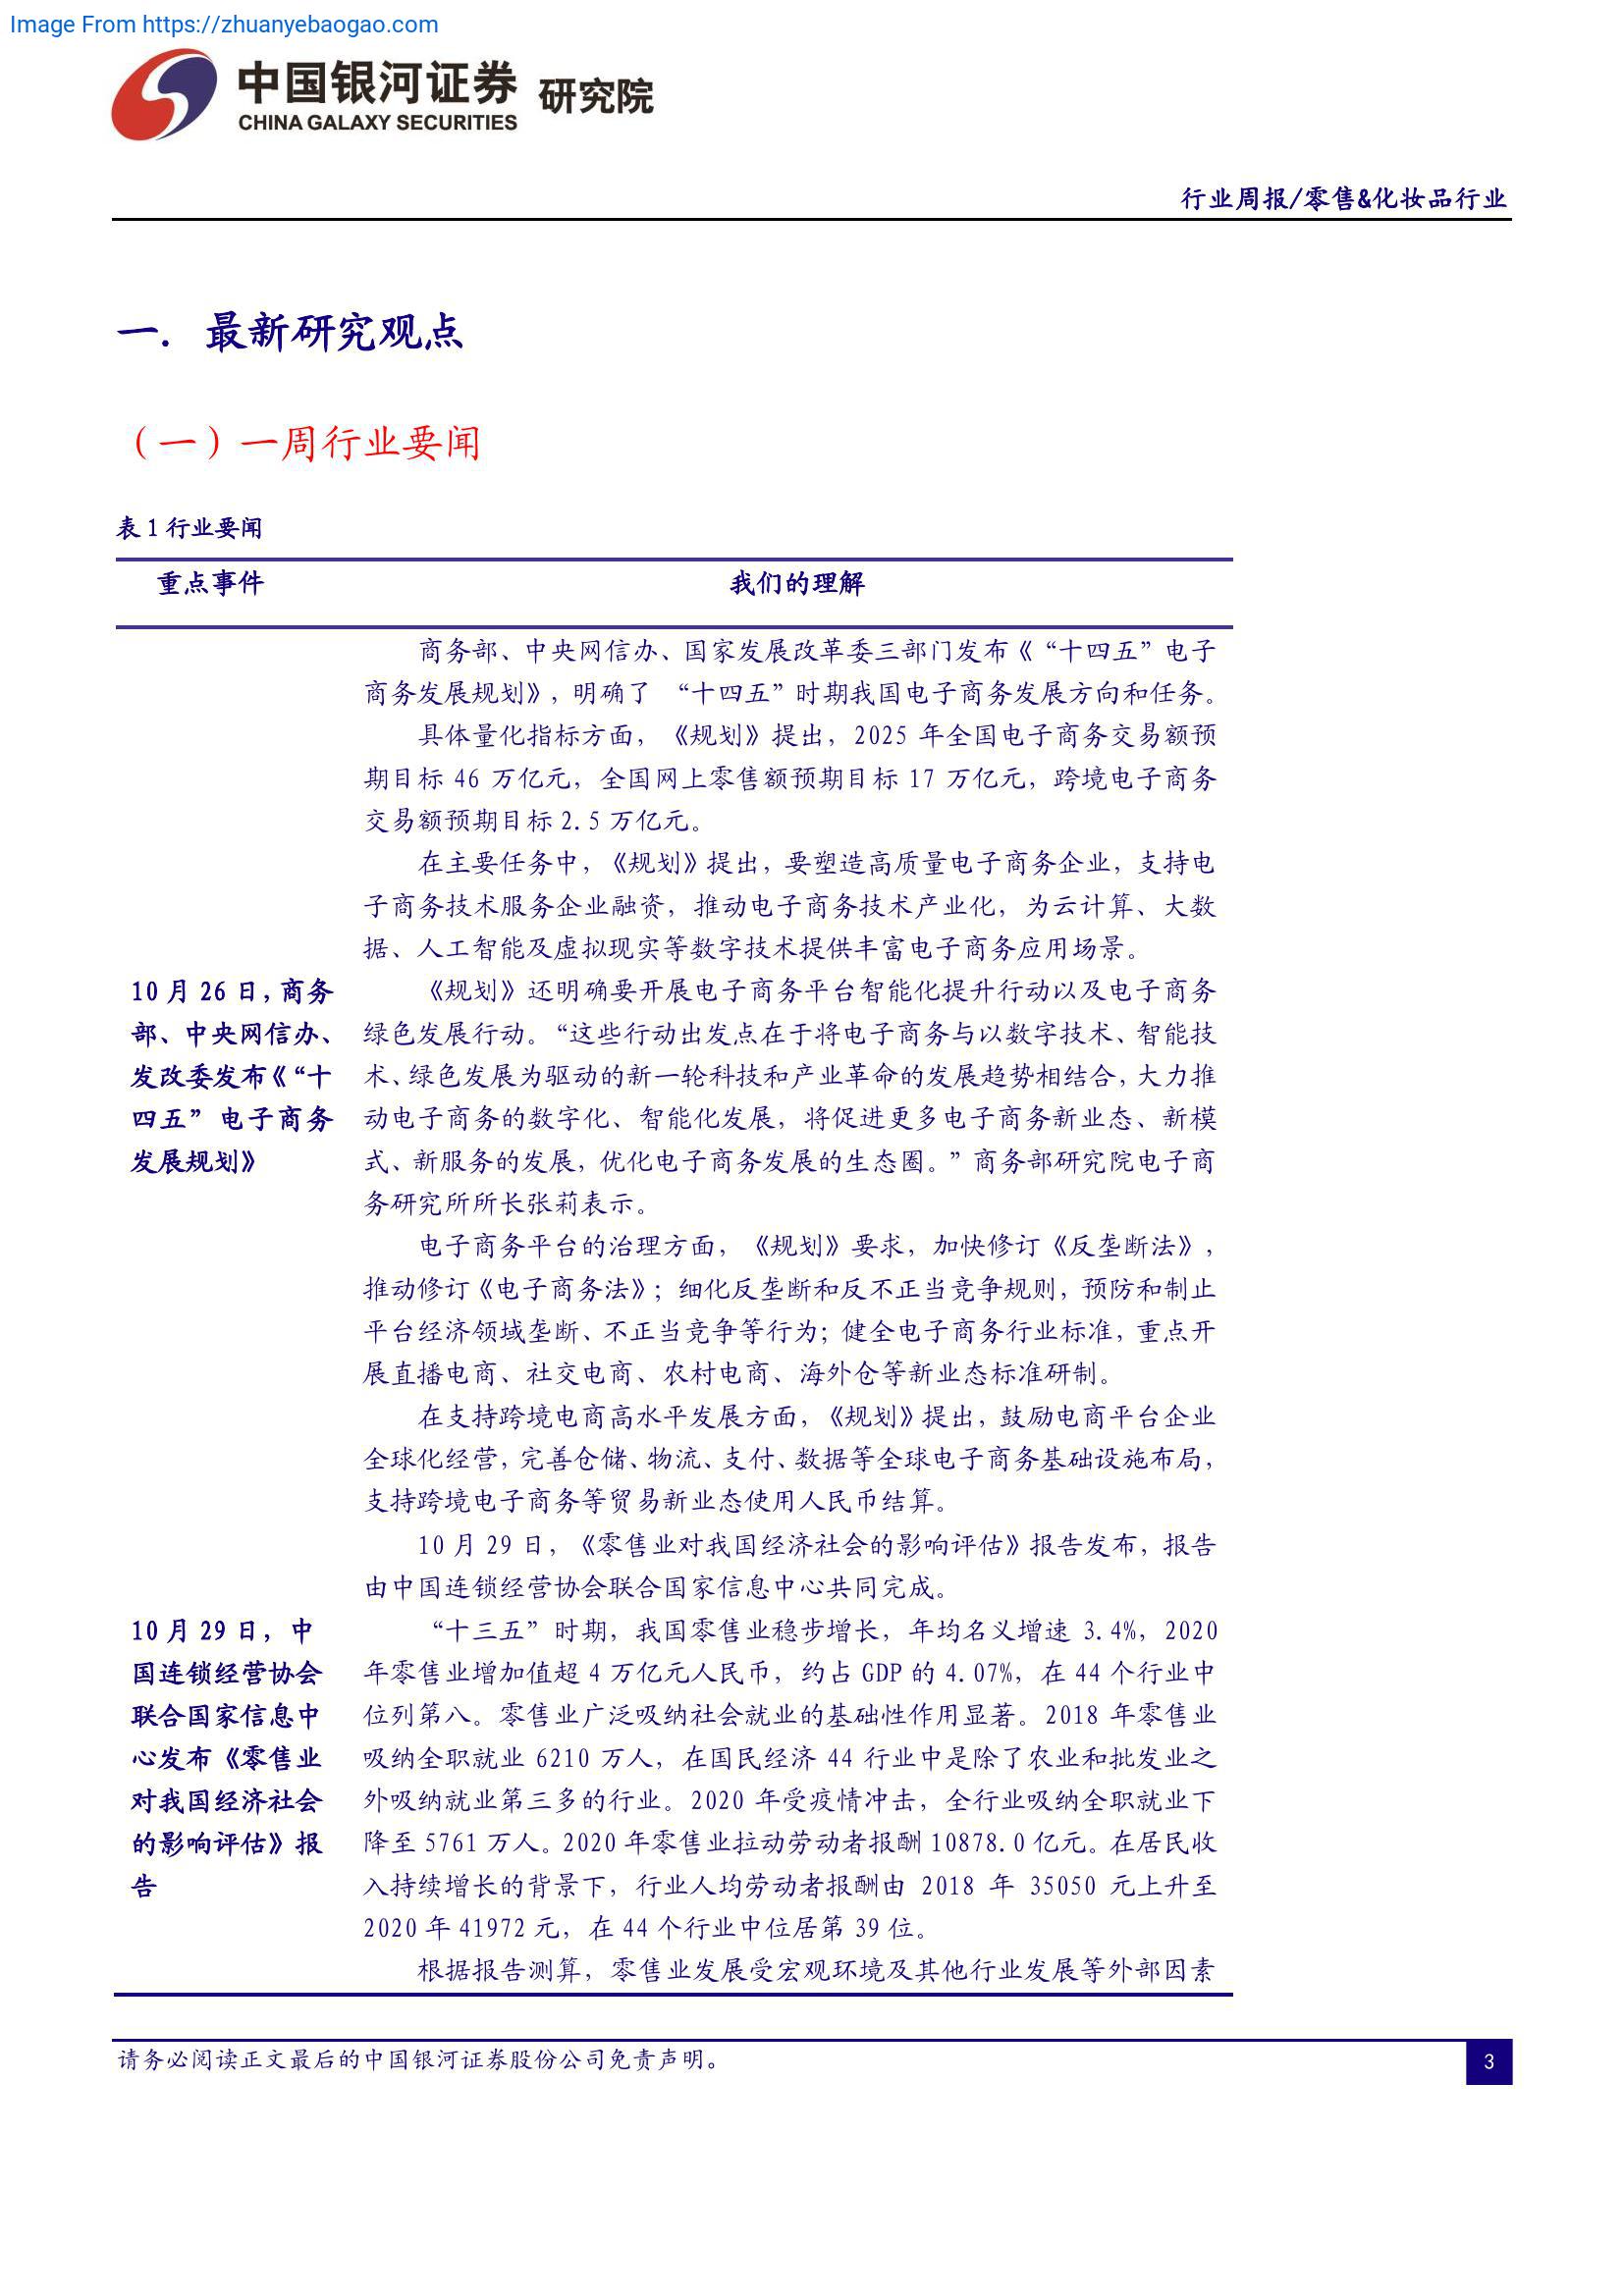 Image From https://zhuanyebaogao.com
中国银河证券 研究院
CHINA GALAXY SECURITIES
行业周报/零售&化妆品行业
一. 最新研究观点
（一）一周行业要闻
表 1 行业要闻
重点事件 我们的理解
商务部、中央网信办、国家发展改革委三部门发布《“十四五”电子
商务发展规划》，明确了 “十四五”时期我国电子商务发展方向和任务。
具体量化指标方面，《规划》提出，2025 年全国电子商务交易额预
期目标 46 万亿元，全国网上零售额预期目标 17 万亿元，跨境电子商务
交易额预期目标 2.5 万亿元。
在主要任务中，《规划》提出，要塑造高质量电子商务企业，支持电
子商务技术服务企业融资，推动电子商务技术产业化，为云计算、大数
据、人工智能及虚拟现实等数字技术提供丰富电子商务应用场景。
10 月 26 日，商务
部、中央网信办、
发改委发布《“十
四五”电子商务
发展规划》
《规划》还明确要开展电子商务平台智能化提升行动以及电子商务
绿色发展行动。“这些行动出发点在于将电子商务与以数字技术、智能技
术、绿色发展为驱动的新一轮科技和产业革命的发展趋势相结合，大力推
动电子商务的数字化、智能化发展，将促进更多电子商务新业态、新模
式、新服务的发展，优化电子商务发展的生态圈。”商务部研究院电子商
务研究所所长张莉表示。
电子商务平台的治理方面，《规划》要求，加快修订《反垄断法》，
推动修订《电子商务法》；细化反垄断和反不正当竞争规则，预防和制止
平台经济领域垄断、不正当竞争等行为；健全电子商务行业标准，重点开
展直播电商、社交电商、农村电商、海外仓等新业态标准研制。
在支持跨境电商高水平发展方面，《规划》提出，鼓励电商平台企业
全球化经营，完善仓储、物流、支付、数据等全球电子商务基础设施布局，
支持跨境电子商务等贸易新业态使用人民币结算。
10 月 29 日，《零售业对我国经济社会的影响评估》报告发布，报告
由中国连锁经营协会联合国家信息中心共同完成。
10 月 29 日，中
国连锁经营协会
联合国家信息中
心发布《零售业
对我国经济社会
的影响评估》报
告
“十三五”时期，我国零售业稳步增长，年均名义增速 3.4%，2020
年零售业增加值超 4 万亿元人民币，约占 GDP 的 4.07%，在 44 个行业中
位列第八。零售业广泛吸纳社会就业的基础性作用显著。2018 年零售业
吸纳全职就业 6210 万人，在国民经济 44 行业中是除了农业和批发业之
外吸纳就业第三多的行业。2020 年受疫情冲击，全行业吸纳全职就业下
降至 5761 万人。2020 年零售业拉动劳动者报酬 10878.0 亿元。在居民收
入持续增长的背景下，行业人均劳动者报酬由 2018 年 35050 元上升至
2020 年 41972 元，在 44 个行业中位居第 39 位。
根据报告测算，零售业发展受宏观环境及其他行业发展等外部因素
请务必阅读正文最后的中国银河证券股份公司免责声明。
3